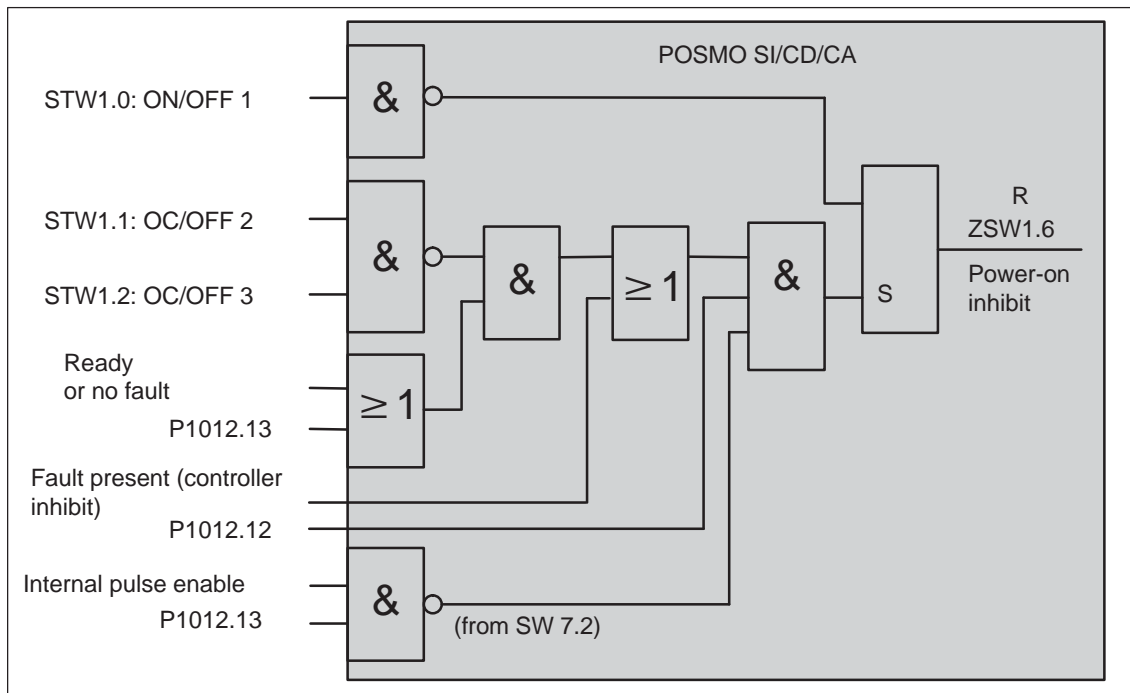 POSMO SI/CD/CA
STW1.0: ON/OFF 1
&
STW1.1: OC/OFF 2
&
STW1.2: OC/OFF 3
&
≥ 1
&
S
R
ZSW1.6
Power-on
inhibit
Ready
or no fault
P1012.13
≥ 1
Fault present (controller
inhibit)
P1012.12
Internal pulse enable
P1012.13
&
(from SW 7.2)